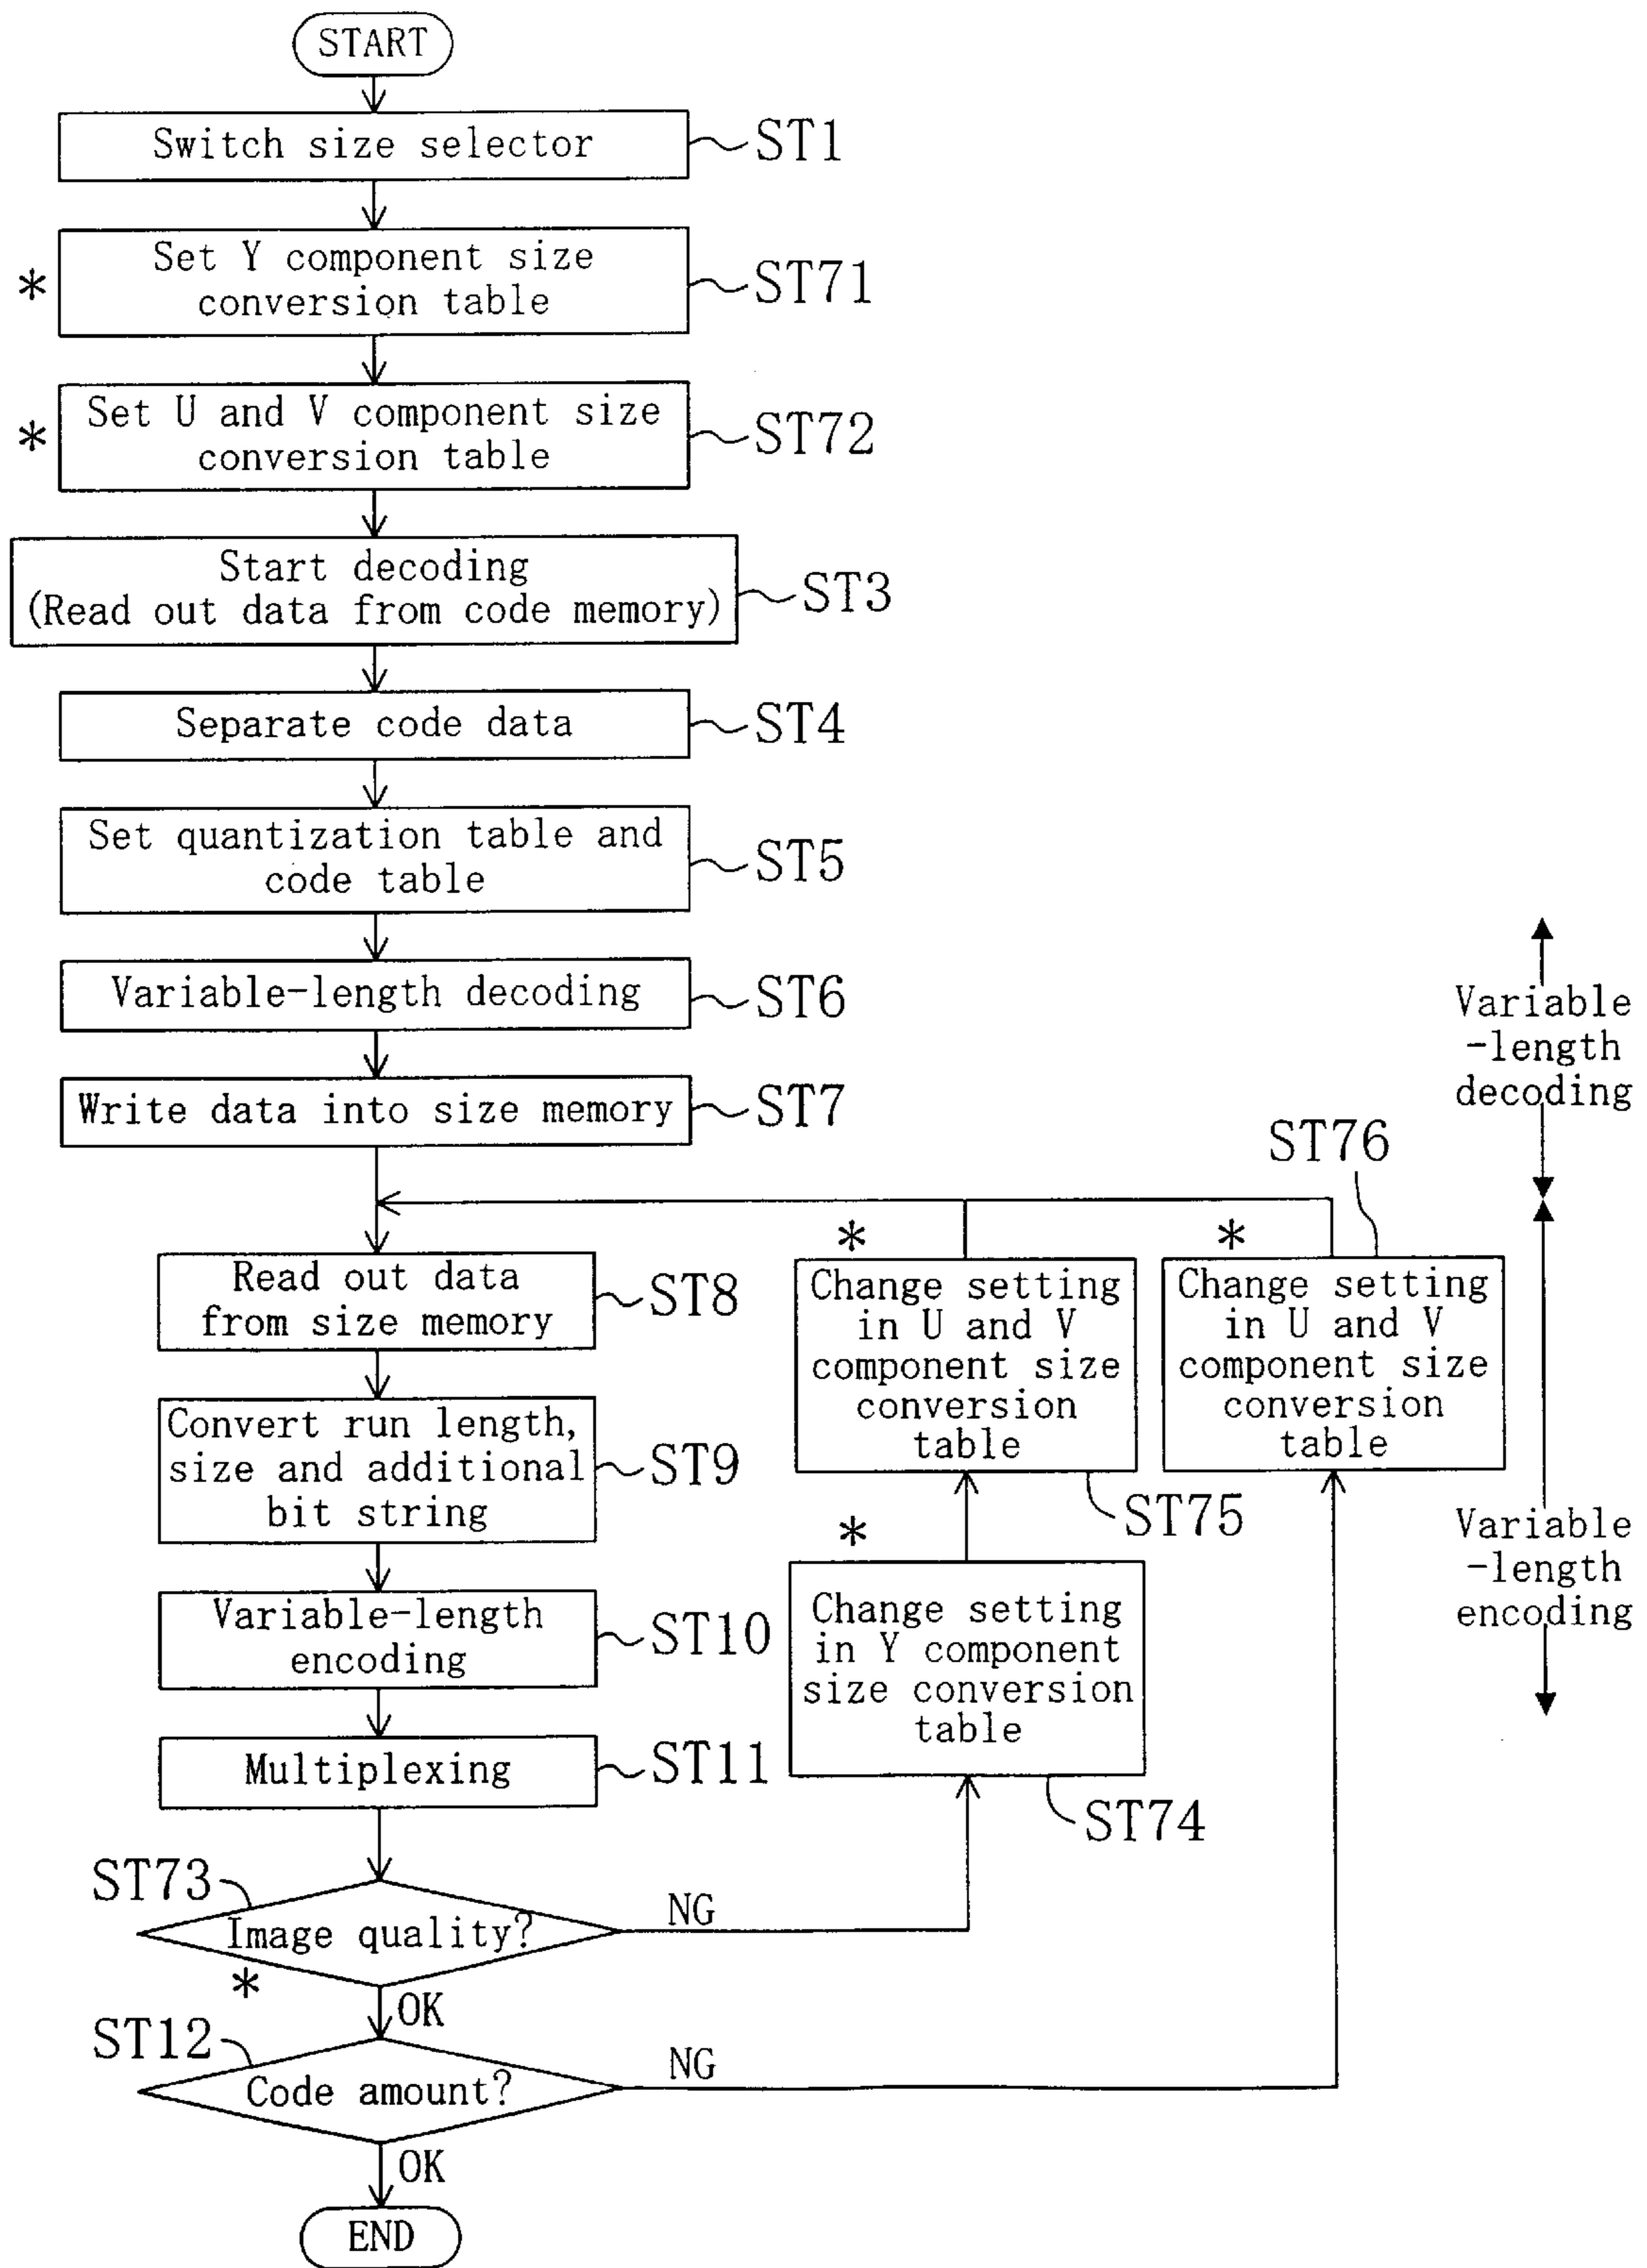 START
Switch size selector
ST1
*
Set Y component size
conversion table
ST71
*
Set U and V component size
conversion table
ST72
Start decoding
(Read out data from code memory)
ST3
Separate code data
ST4
Set quantization table and
code table
ST5
Variable-length decoding
ST6
Write data into size memory
ST7
Variable
-length
decoding
ST76
Read out data
from size memory
ST8
*
Change setting
in U and V
component size
conversion
table
ST75
*
Change setting
in U and V
component size
conversion
table
Convert run length,
size and additional
bit string
ST9
Variable
-length
encoding
*
Change setting
in Y component
size conversion
table
ST74
Variable-length
encoding
ST10
Multiplexing
ST11
ST73
Image quality?
*
NG
OK
ST12
Code amount?
NG
OK
END